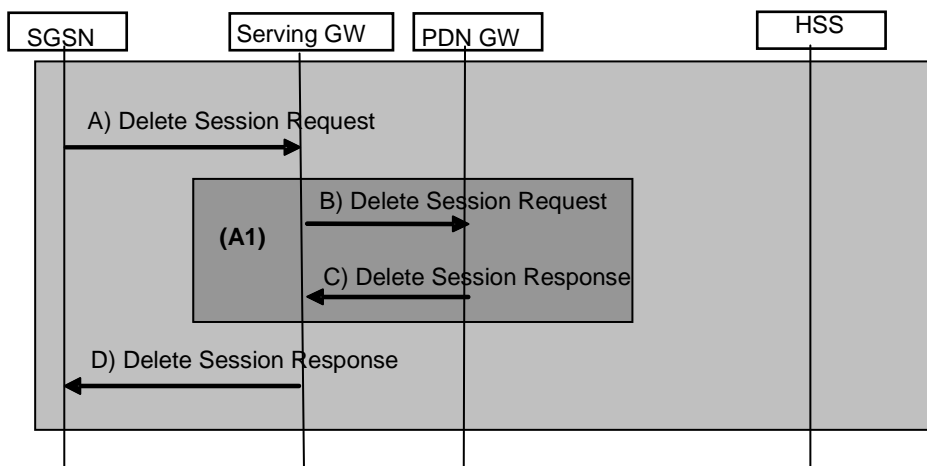 SGSN
Serving GW
PDN GW
HSS
A) Delete Session Request
B) Delete Session Request
(A1)
C) Delete Session Response
D) Delete Session Response